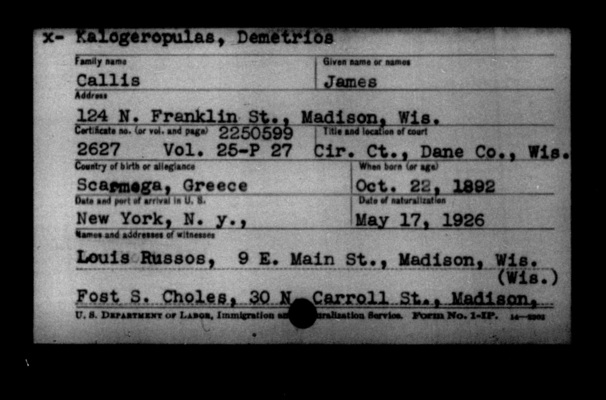 x- Kalogeropulas, Demetrios
Family name Given name or names
Callis James
Address
124 N. Franklin St., Madison, Wis.
Certificate no. (or vol. and page) 2250599 Title and location of court
2627 Vol. 25-P 27 Cir. Ct., Dane Co., Wis.
Country of birth or allegiance When born (or age)
Scarmega, Greece Oct. 22, 1892
Date and port of arrival in U. S. Date of naturalization
New York, N. y., May 17, 1926
Names and addresses of witnesses
Louis Russos, 9 E. Main St., Madison, Wis.
(Wis.)
Fost S. Choles, 30 N. Carroll St., Madison,
U. S. DEPARTMENT OF LABOR, Immigration and Naturalization Service. Form No. 1-IP.